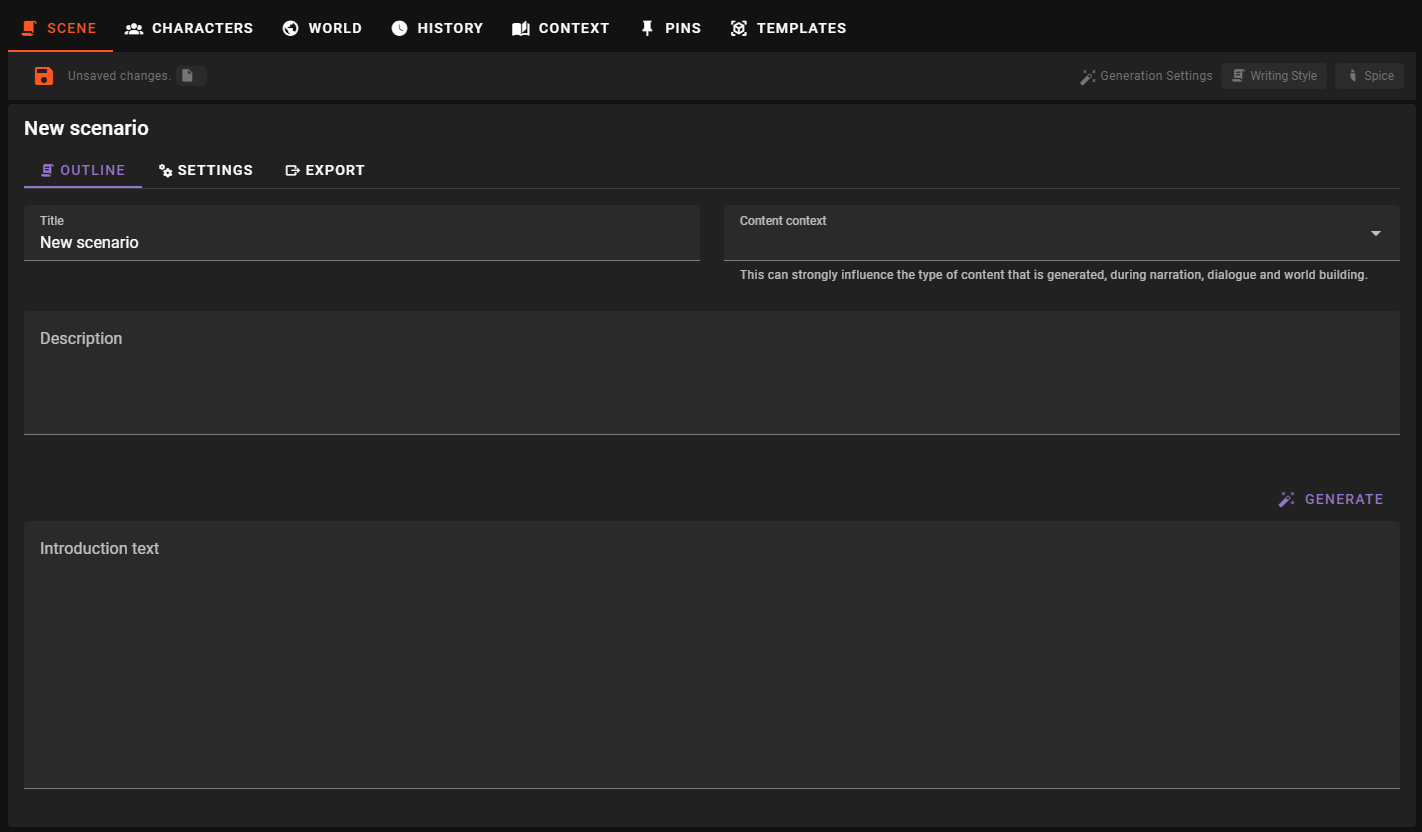 SCENE CHARACTERS WORLD HISTORY CONTEXT PINS TEMPLATES
Unsaved changes. Generation Settings Writing Style Spice
New scenario
OUTLINE SETTINGS EXPORT
Title
New scenario
Content context
This can strongly influence the type of content that is generated, during narration, dialogue and world building.
Description
GENERATE
Introduction text